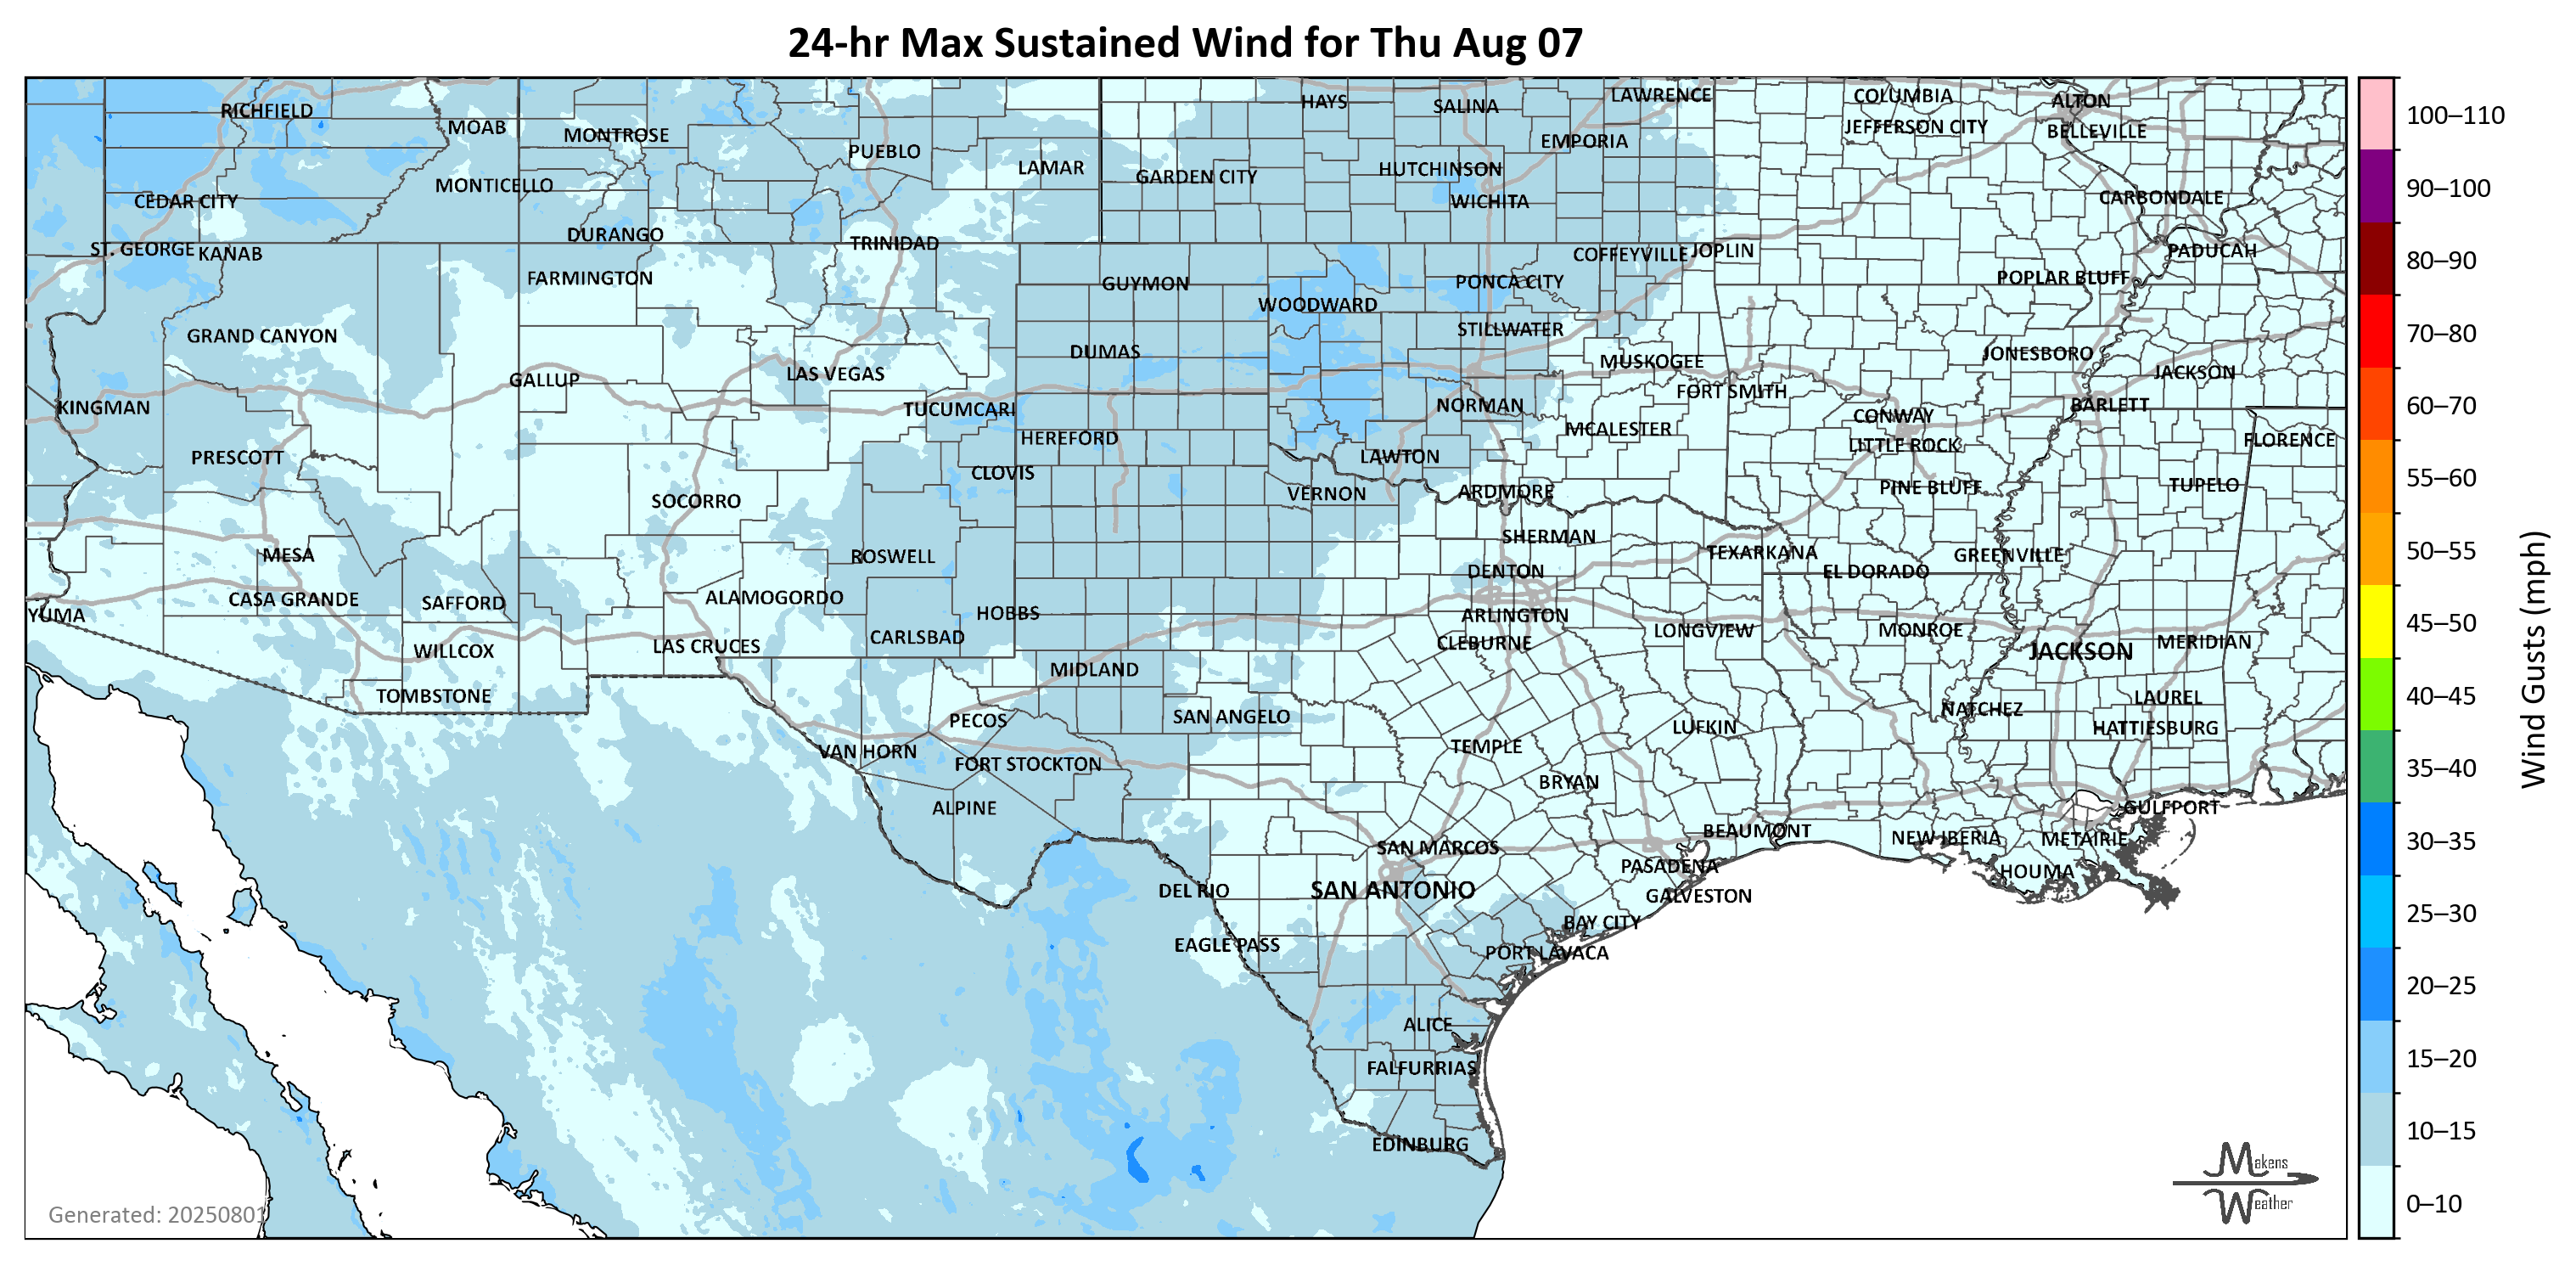 24-hr Max Sustained Wind for Thu Aug 07
RICHFIELD
MOAB
MONTROSE
PUEBLO
LAMAR
HAYS
SALINA
LAWRENCE
COLUMBIA
ALTON
JEFFERSON CITY
BELLEVILLE
EMPORIA
HUTCHINSON
GARDEN CITY
MONTICELLO
CEDAR CITY
WICHITA
CARBONDALE
DURANGO
TRINIDAD
ST. GEORGE
KANAB
COFFEYVILLE
JOPLIN
PADUCAH
FARMINGTON
GUYMON
PONCA CITY
POPLAR BLUFF
WOODWARD
GRAND CANYON
STILLWATER
DUMAS
MUSKOGEE
JONESBORO
GALLUP
LAS VEGAS
JACKSON
FORT SMITH
KINGMAN
TUCUMCARI
NORMAN
CONWAY
BARLETT
HEREFORD
MCALESTER
LITTLE ROCK
FLORENCE
PRESCOTT
CLOVIS
LAWTON
SOCORRO
VERNON
ARDMORE
PINE BLUFF
TUPELO
MESA
ROSWELL
SHERMAN
TEXARKANA
GREENVILLE
DENTON
EL DORADO
CASA GRANDE
SAFFORD
ALAMOGORDO
YUMA
HOBBS
ARLINGTON
LONGVIEW
MONROE
WILLCOX
LAS CRUCES
CARLSBAD
CLEBURNE
JACKSON
MERIDIAN
TOMBSTONE
MIDLAND
LAUREL
PECOS
SAN ANGELO
NATCHEZ
LUFKIN
HATTIESBURG
VAN HORN
FORT STOCKTON
TEMPLE
BRYAN
ALPINE
GULFPORT
SAN MARCOS
BEAUMONT
NEW IBERIA
METAIRIE
PASADENA
HOUMA
DEL RIO
SAN ANTONIO
GALVESTON
BAY CITY
EAGLE PASS
PORT LAVACA
ALICE
FALFURRIAS
EDINBURG
Generated: 20250801
Makens
Weather
100–110
90–100
80–90
70–80
60–70
55–60
50–55
45–50
40–45
35–40
30–35
25–30
20–25
15–20
10–15
0–10
Wind Gusts (mph)